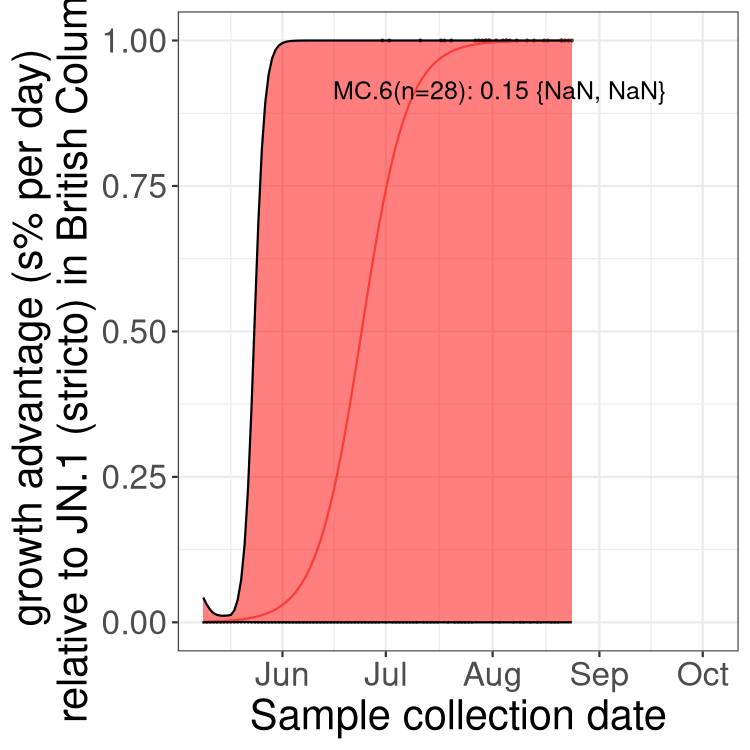 growth advantage (s% per day)
relative to JN.1 (stricto) in British Colum
1.00
0.75
0.50
0.25
0.00
MC.6(n=28): 0.15 {NaN, NaN}
Jun Jul Aug Sep Oct
Sample collection date